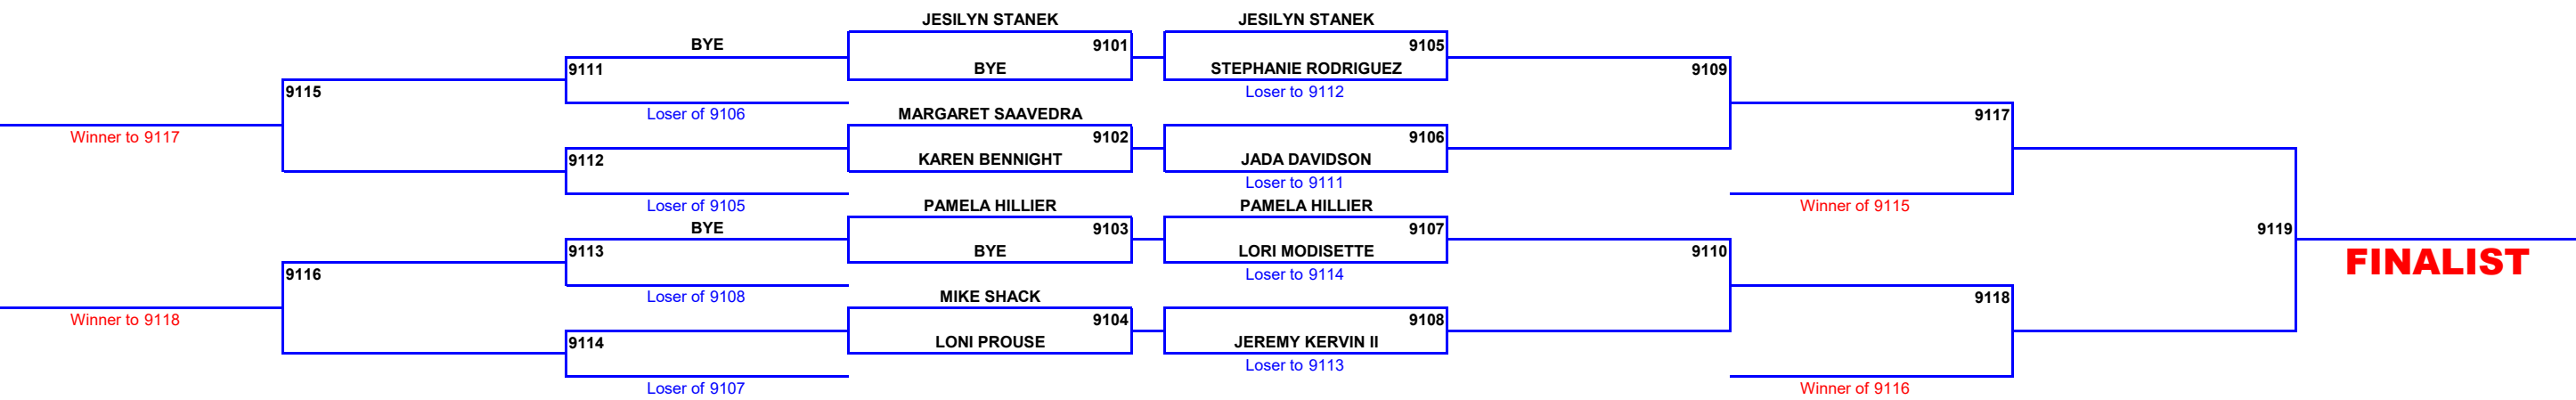 JESILYN STANEK JESILYN STANEK
BYE 9101 9105
9111 BYE STEPHANIE RODRIGUEZ 9109
9115 Loser to 9112
Loser of 9106 MARGARET SAAVEDRA 9117
Winner to 9117 9102 9106
9112 KAREN BENNIGHT JADA DAVIDSON
Loser to 9111
Loser of 9105 PAMELA HILLIER PAMELA HILLIER Winner of 9115
BYE 9103 9107 9119
9113 BYE LORI MODISETTE 9110
FINALIST
9116 Loser to 9114
Loser of 9108 MIKE SHACK 9118
Winner to 9118 9104 9108
9114 LONI PROUSE JEREMY KERVIN II
Loser to 9113
Loser of 9107 Winner of 9116